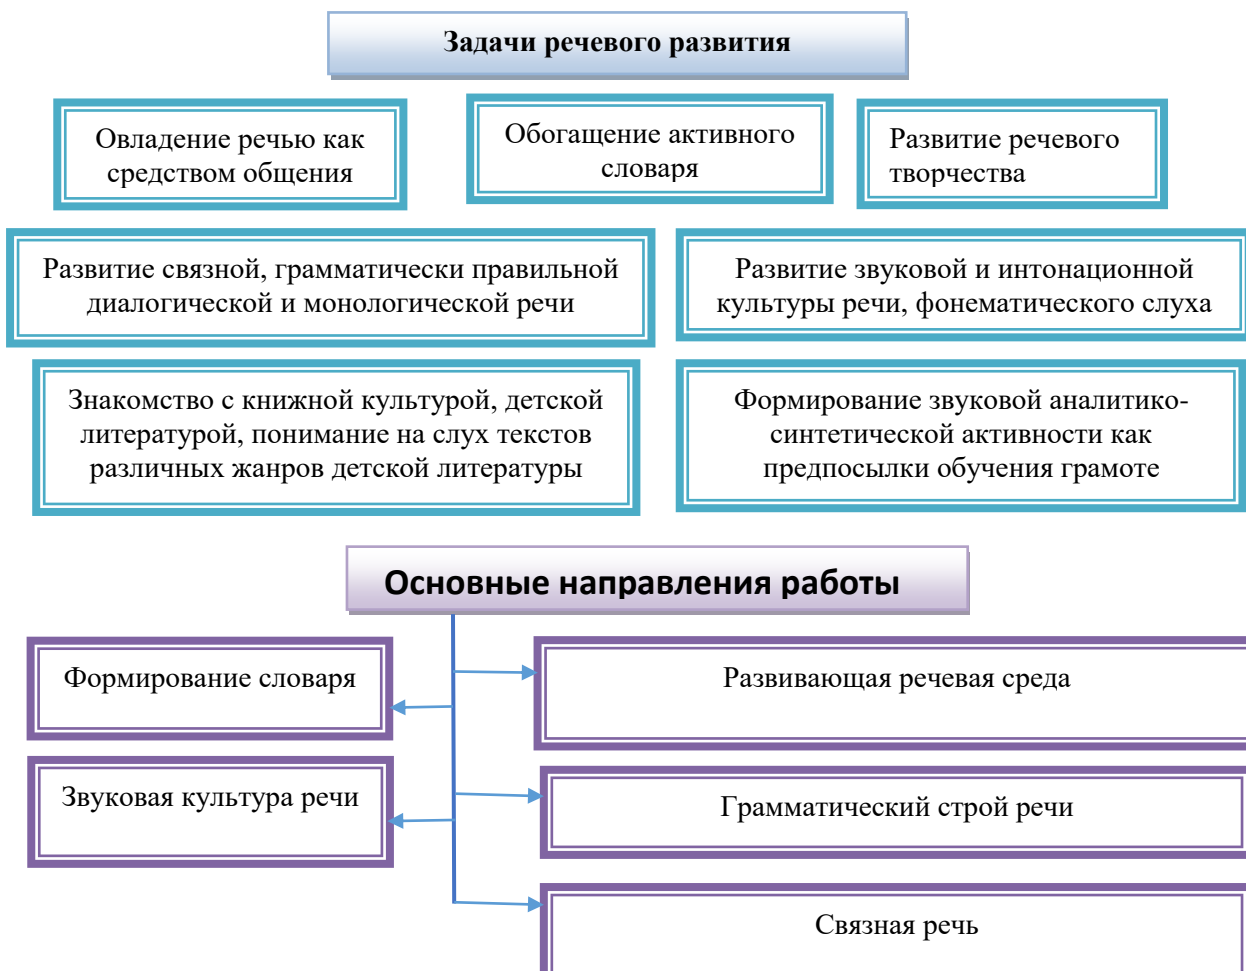 Задачи речевого развития
Овладение речью как
средством общения
Обогащение активного
словаря
Развитие речевого
творчества
Развитие связной, грамматически правильной
диалогической и монологической речи
Развитие звуковой и интонационной
культуры речи, фонематического слуха
Знакомство с книжной культурой, детской
литературой, понимание на слух текстов
различных жанров детской литературы
Формирование звуковой аналитико-
синтетической активности как
предпосылки обучения грамоте
Основные направления работы
Формирование словаря
Развивающая речевая среда
Звуковая культура речи
Грамматический строй речи
Связная речь